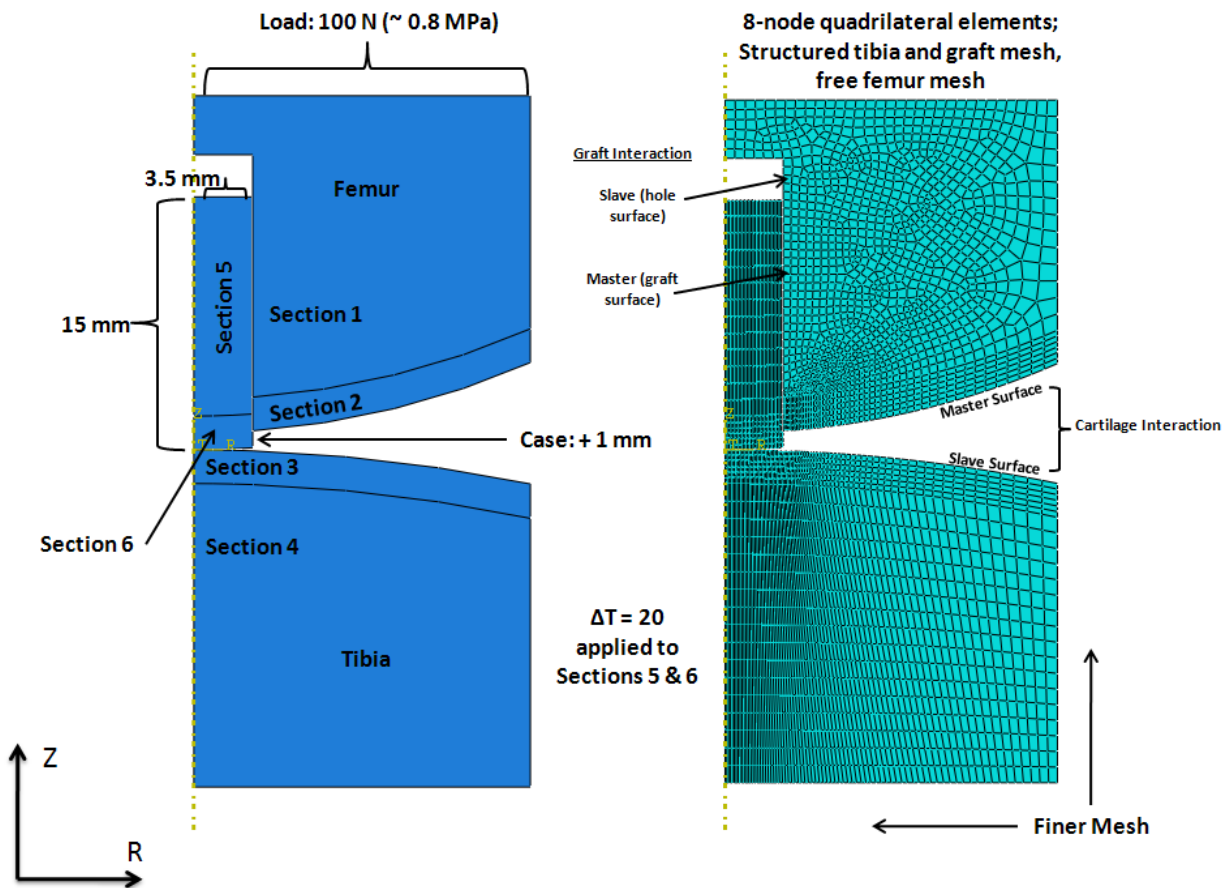 Load: 100 N (~ 0.8 MPa)
3.5 mm
Femur
15 mm
Section 5
Section 1
Section 2
Z
T
R
Case: + 1 mm
Section 3
Section 6
Section 4
Tibia
Z
R
ΔT = 20
applied to
Sections 5 & 6
8-node quadrilateral elements;
Structured tibia and graft mesh,
free femur mesh
Graft Interaction
Slave (hole
surface)
Master (graft
surface)
Master Surface
Cartilage Interaction
Slave Surface
Z
T
R
Finer Mesh